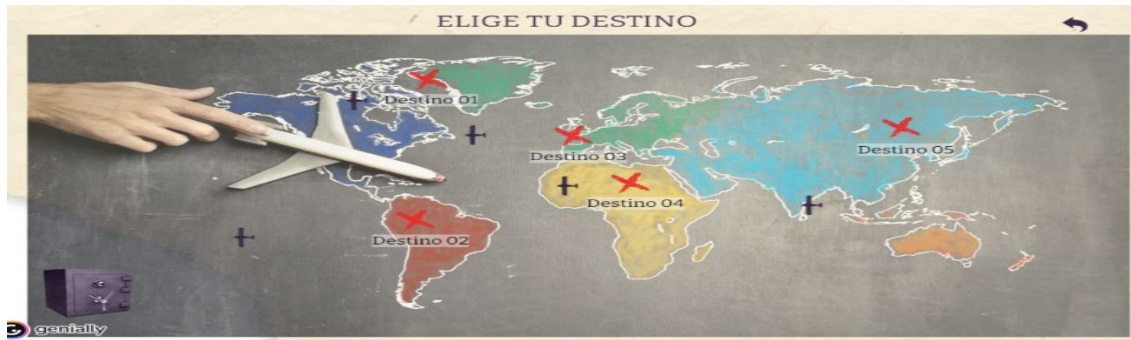 ELIGE TU DESTINO
Destino 01
Destino 03
Destino 05
Destino 04
Destino 02
genially